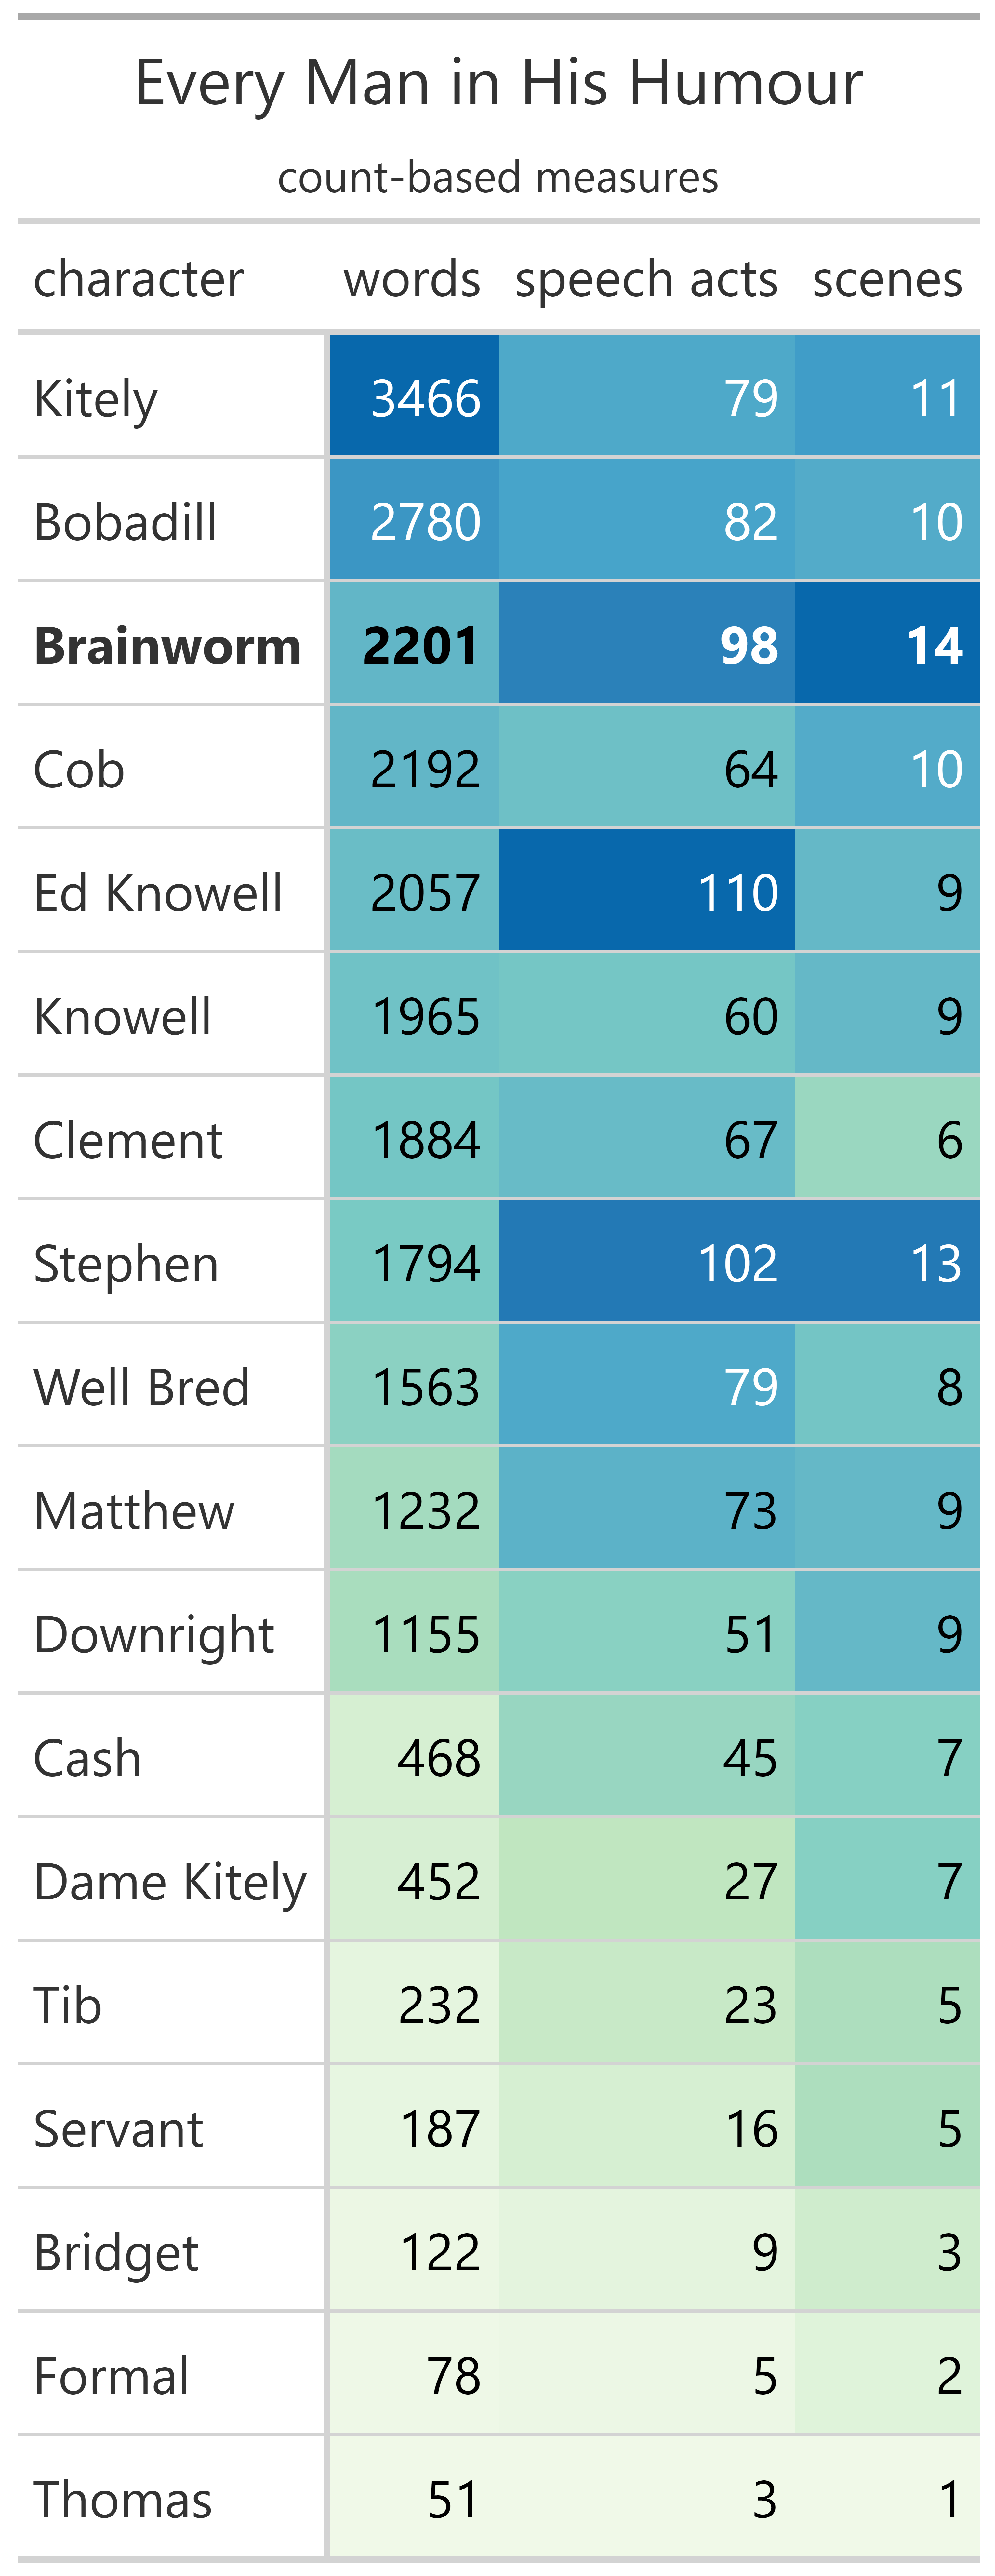 Every Man in His Humour
count-based measures
character words speech acts scenes
Kitely 3466 79 11
Bobadill 2780 82 10
Brainworm 2201 98 14
Cob 2192 64 10
Ed Knowell 2057 110 9
Knowell 1965 60 9
Clement 1884 67 6
Stephen 1794 102 13
Well Bred 1563 79 8
Matthew 1232 73 9
Downright 1155 51 9
Cash 468 45 7
Dame Kitely 452 27 7
Tib 232 23 5
Servant 187 16 5
Bridget 122 9 3
Formal 78 5 2
Thomas 51 3 1